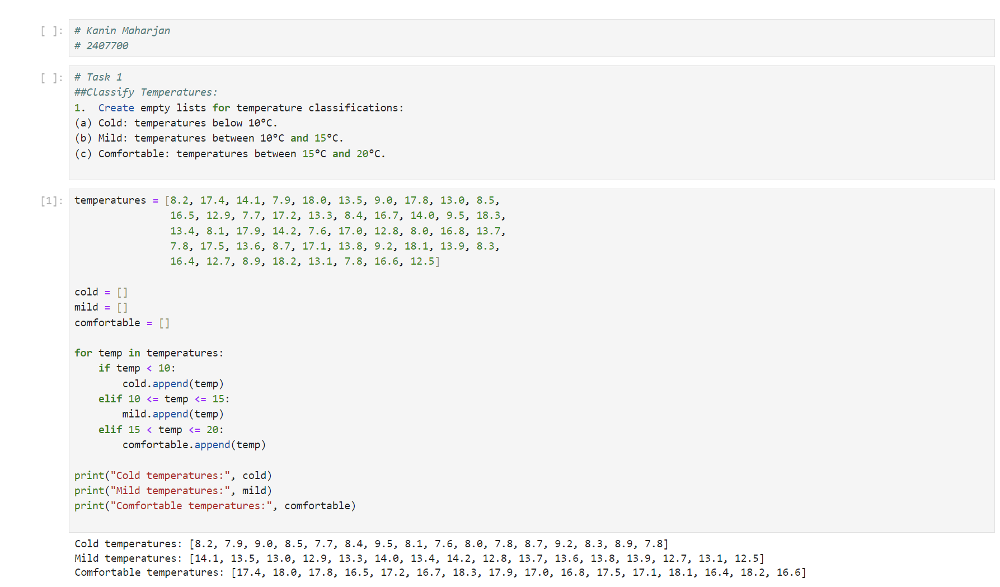 [ ]: # Kanin Maharjan
# 2407700
[ ]: # Task 1
##Classify Temperatures:
1.  Create empty lists for temperature classifications:
(a) Cold: temperatures below 10°C.
(b) Mild: temperatures between 10°C and 15°C.
(c) Comfortable: temperatures between 15°C and 20°C.
[1]: temperatures = [8.2, 17.4, 14.1, 7.9, 18.0, 13.5, 9.0, 17.8, 13.0, 8.5,
                16.5, 12.9, 7.7, 17.2, 13.3, 8.4, 16.7, 14.0, 9.5, 18.3,
                13.4, 8.1, 17.9, 14.2, 7.6, 17.0, 12.8, 8.0, 16.8, 13.7,
                7.8, 17.5, 13.6, 8.7, 17.1, 13.8, 9.2, 18.1, 13.9, 8.3,
                16.4, 12.7, 8.9, 18.2, 13.1, 7.8, 16.6, 12.5]
cold = []
mild = []
comfortable = []
for temp in temperatures:
    if temp < 10:
        cold.append(temp)
    elif 10 <= temp <= 15:
        mild.append(temp)
    elif 15 < temp <= 20:
        comfortable.append(temp)
print("Cold temperatures:", cold)
print("Mild temperatures:", mild)
print("Comfortable temperatures:", comfortable)
Cold temperatures: [8.2, 7.9, 9.0, 8.5, 7.7, 8.4, 9.5, 8.1, 7.6, 8.0, 7.8, 8.7, 9.2, 8.3, 8.9, 7.8]
Mild temperatures: [14.1, 13.5, 13.0, 12.9, 13.3, 14.0, 13.4, 14.2, 12.8, 13.7, 13.6, 13.8, 13.9, 12.7, 13.1, 12.5]
Comfortable temperatures: [17.4, 18.0, 17.8, 16.5, 17.2, 16.7, 18.3, 17.9, 17.0, 16.8, 17.5, 17.1, 18.1, 16.4, 18.2, 16.6]